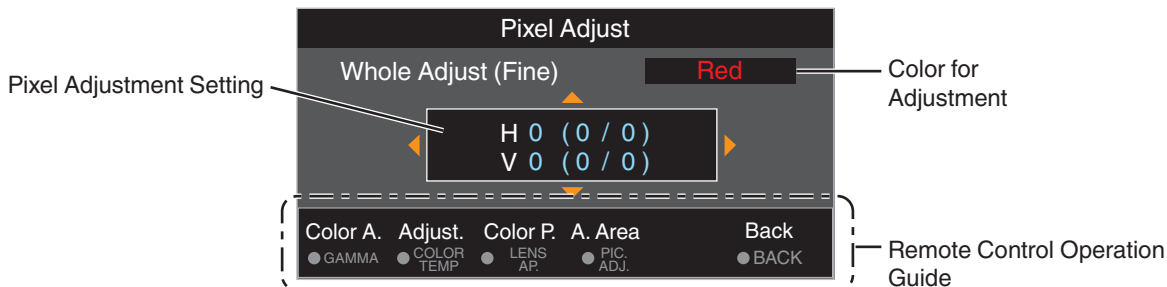 Pixel Adjust
Whole Adjust (Fine) Red
Pixel Adjustment Setting
Color for
Adjustment
H 0 (0 / 0)
V 0 (0 / 0)
Color A. Adjust. Color P. A. Area Back
GAMMA COLOR TEMP LENS AP. PIC. ADJ. BACK
Remote Control Operation
Guide